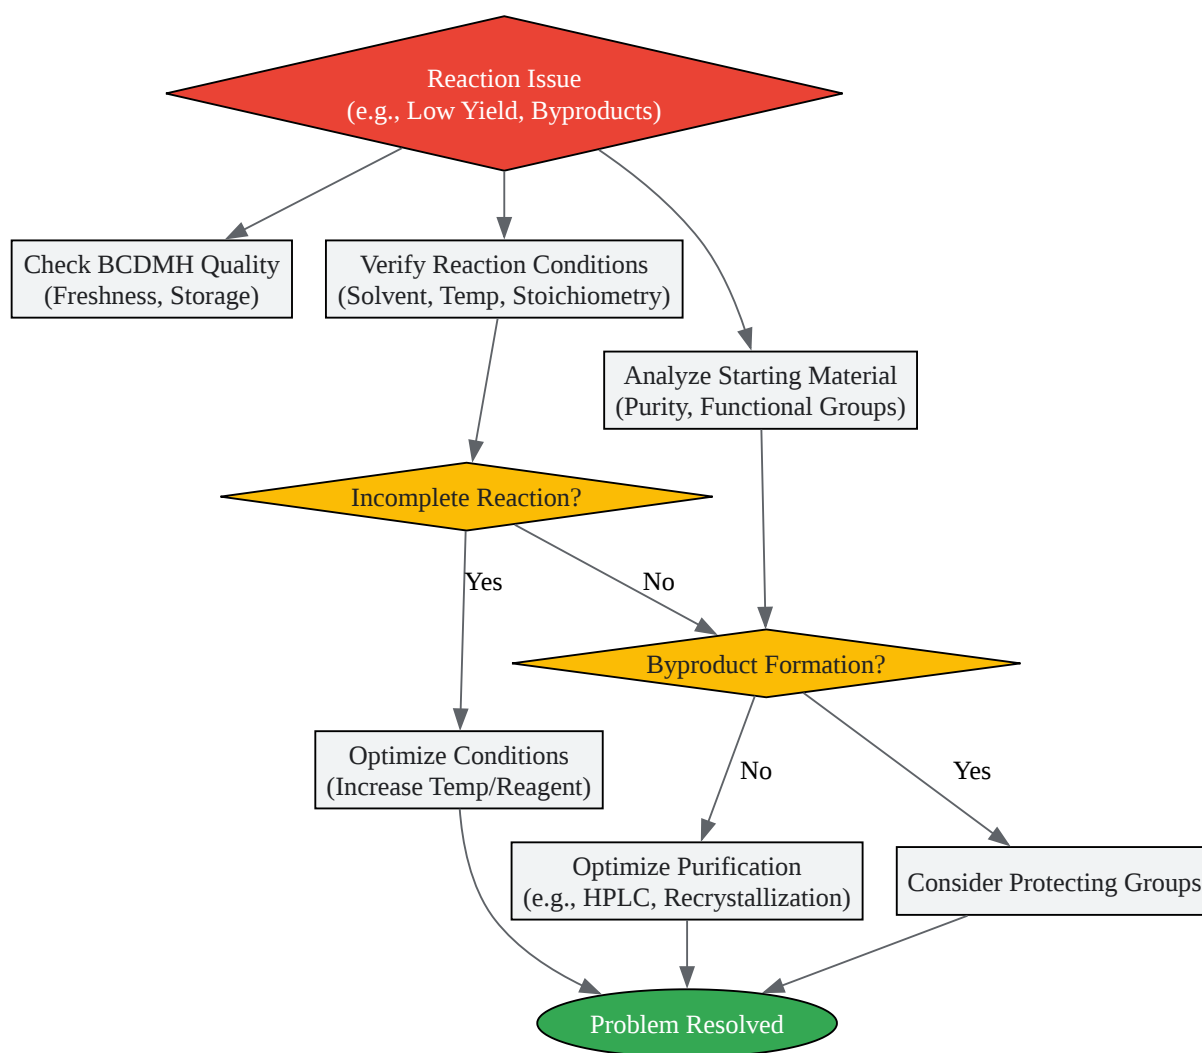 Reaction Issue
(e.g., Low Yield, Byproducts)
Check BCDMH Quality
(Freshness, Storage)
Verify Reaction Conditions
(Solvent, Temp, Stoichiometry)
Analyze Starting Material
(Purity, Functional Groups)
Incomplete Reaction?
Yes
No
Byproduct Formation?
Optimize Conditions
(Increase Temp/Reagent)
No
Yes
Optimize Purification
(e.g., HPLC, Recrystallization)
Consider Protecting Groups
Problem Resolved